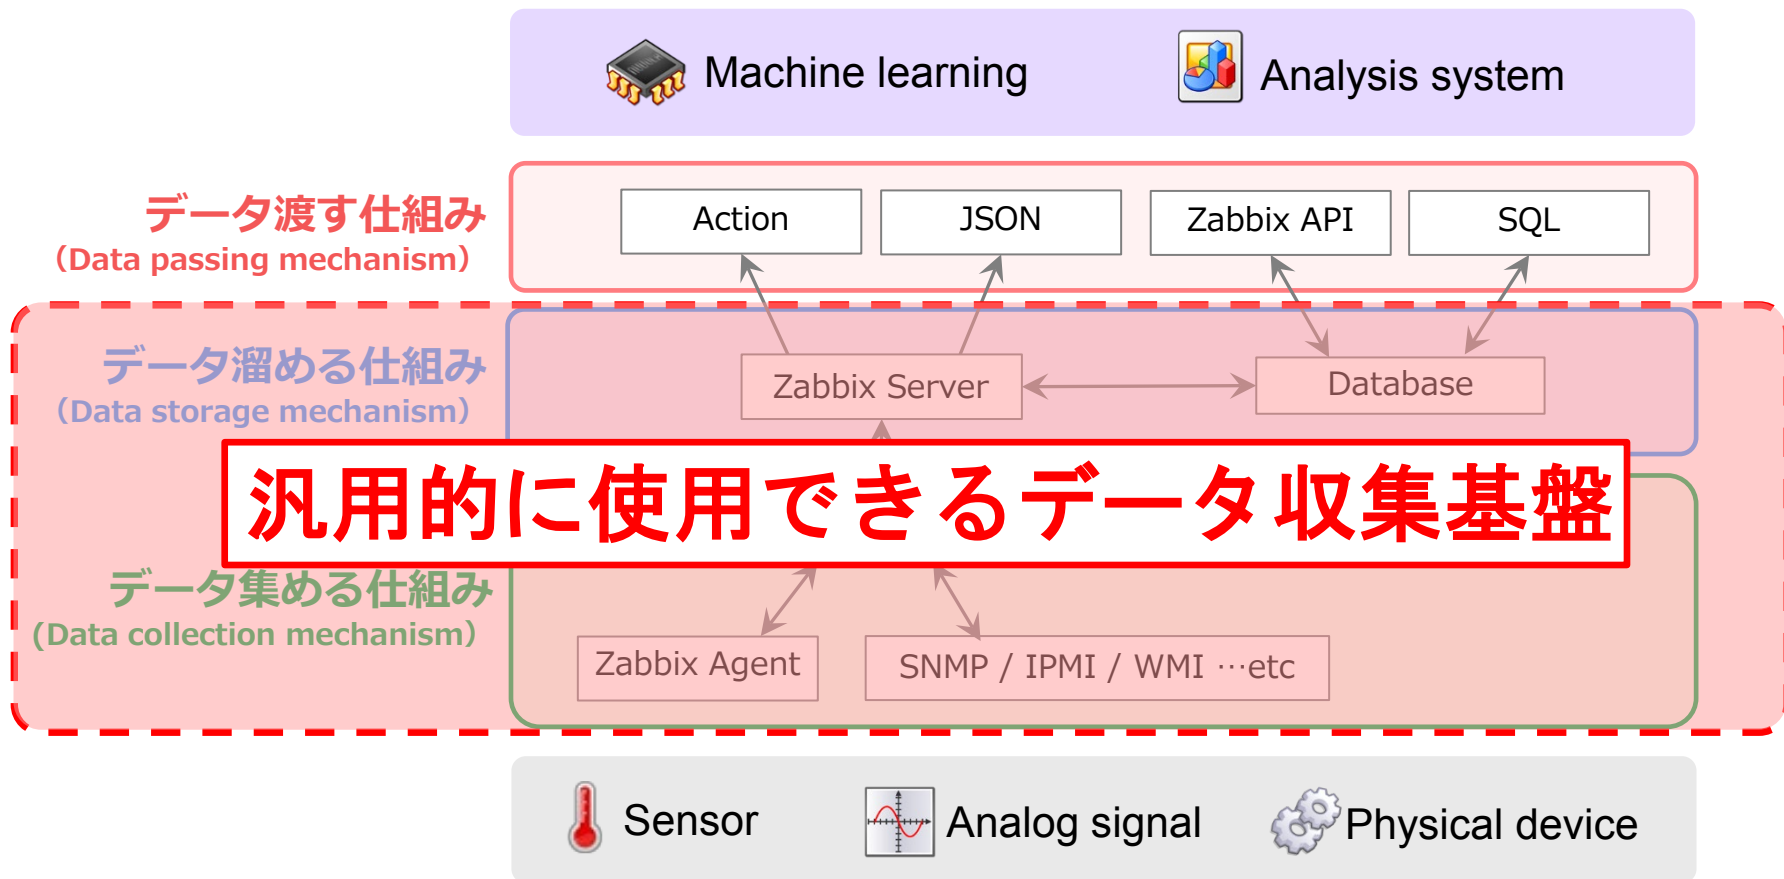 Machine learning
Analysis system
データ渡す仕組み
（Data passing mechanism）
Action
JSON
Zabbix API
SQL
データ溜める仕組み
（Data storage mechanism）
Zabbix Server
Database
汎用的に使用できるデータ収集基盤
データ集める仕組み
(Data collection mechanism）
Zabbix Agent
SNMP / IPMI / WMI …etc
Sensor
Analog signal
Physical device